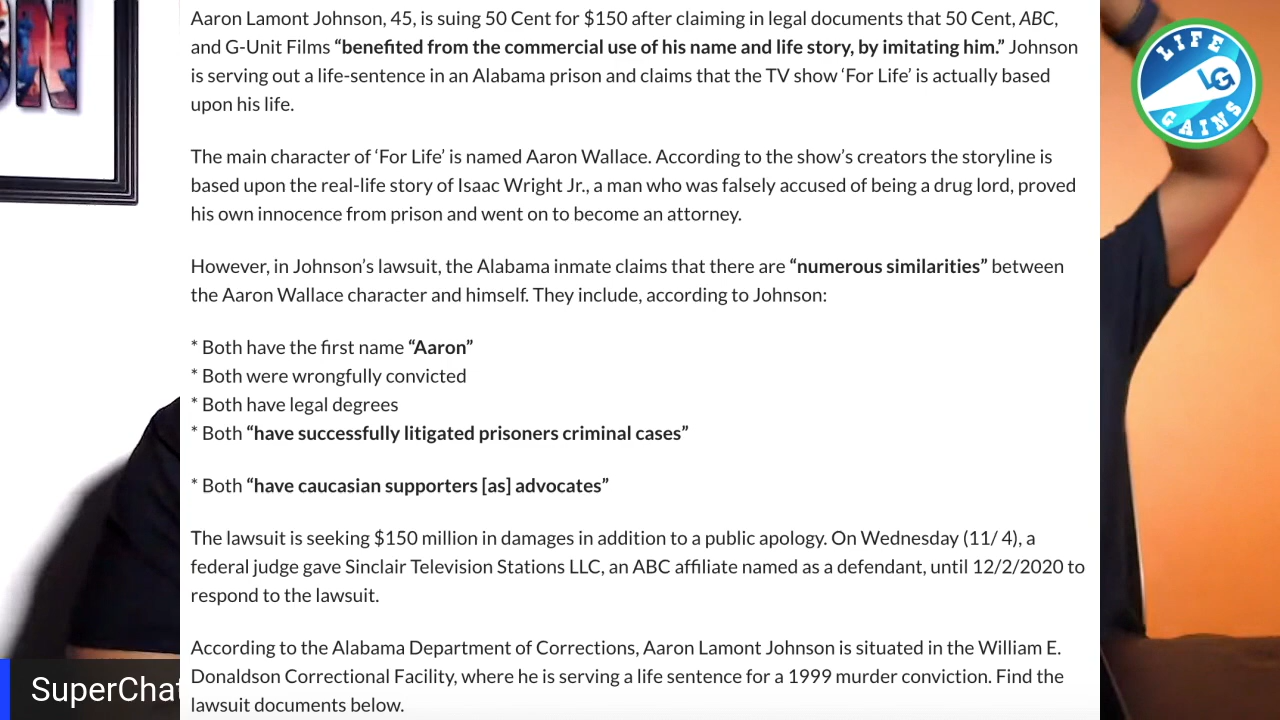 Aaron Lamont Johnson, 45, is suing 50 Cent for $150 after claiming in legal documents that 50 Cent, ABC,
and G-Unit Films “benefited from the commercial use of his name and life story, by imitating him.” Johnson
is serving out a life-sentence in an Alabama prison and claims that the TV show ‘For Life’ is actually based
upon his life.
The main character of ‘For Life’ is named Aaron Wallace. According to the show’s creators the storyline is
based upon the real-life story of Isaac Wright Jr., a man who was falsely accused of being a drug lord, proved
his own innocence from prison and went on to become an attorney.
However, in Johnson’s lawsuit, the Alabama inmate claims that there are “numerous similarities” between
the Aaron Wallace character and himself. They include, according to Johnson:
* Both have the first name “Aaron”
* Both were wrongfully convicted
* Both have legal degrees
* Both “have successfully litigated prisoners criminal cases”
* Both “have caucasian supporters [as] advocates”
The lawsuit is seeking $150 million in damages in addition to a public apology. On Wednesday (11/ 4), a
federal judge gave Sinclair Television Stations LLC, an ABC affiliate named as a defendant, until 12/2/2020 to
respond to the lawsuit.
According to the Alabama Department of Corrections, Aaron Lamont Johnson is situated in the William E.
Donaldson Correctional Facility, where he is serving a life sentence for a 1999 murder conviction. Find the
lawsuit documents below.
LIFE
LG
GAINS
ON
SuperChat